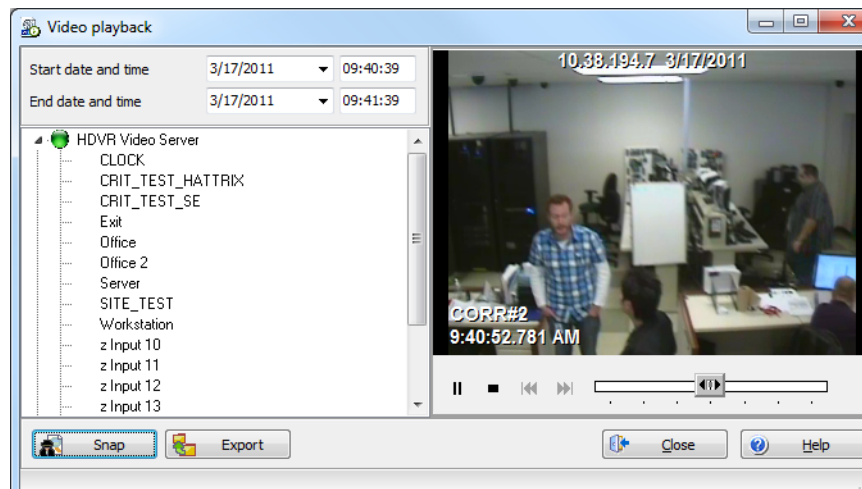 Video playback
Start date and time 3/17/2011 09:40:39
End date and time 3/17/2011 09:41:39
HDVR Video Server
CLOCK
CRIT_TEST_HATTRIX
CRIT_TEST_SE
Exit
Office
Office 2
Server
SITE_TEST
Workstation
z Input 10
z Input 11
z Input 12
z Input 13
10.38.194.7 3/17/2011
CORR#2
9:40:52.781 AM
Snap Export Close Help